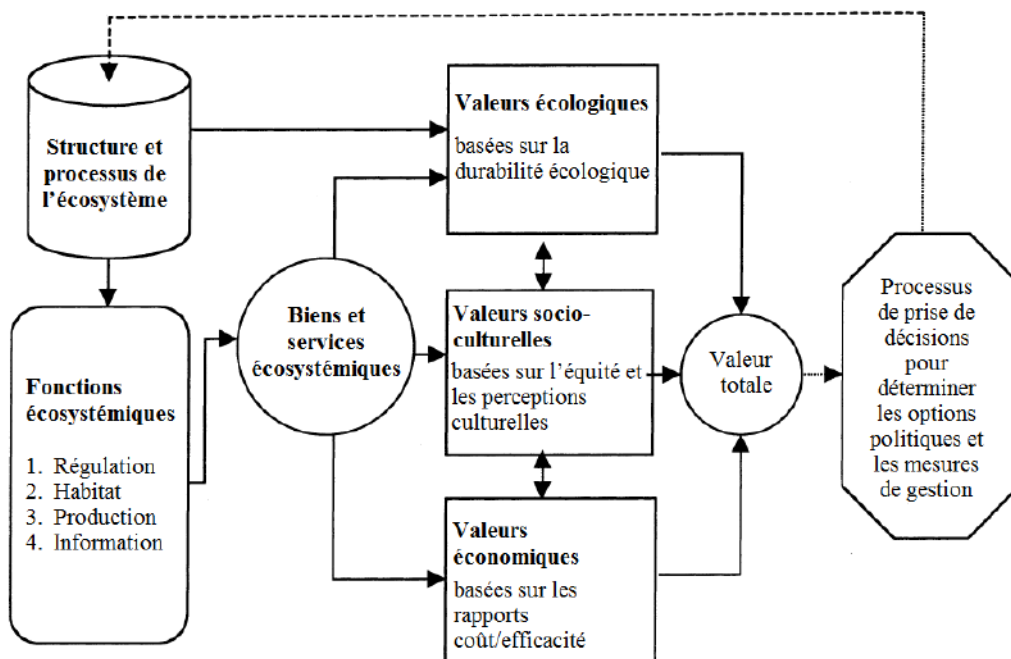 Structure et
processus de
l'écosystème
Fonctions
écosystémiques
1. Régulation
2. Habitat
3. Production
4. Information
Biens et
services
écosystémiques
Valeurs écologiques
basées sur la
durabilité écologique
Valeurs socio-
culturelles
basées sur l'équité et
les perceptions
culturelles
Valeurs
économiques
basées sur les
rapports
coût/efficacité
Valeur
totale
Processus
de prise de
décisions
pour
déterminer
les options
politiques et
les mesures
de gestion